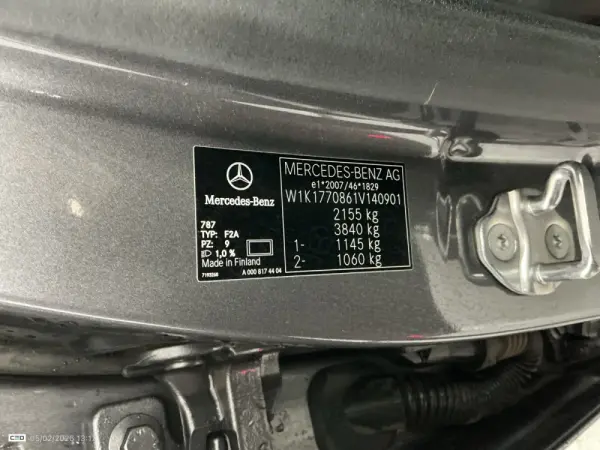 Mercedes-Benz
787
TYP: F2A
PZ: 9
1,0 %
Made in Finland
7193258
A 000 817 44 04
MERCEDES-BENZ AG
e1*2007/46*1829
W1K1770861V140901
2155 kg
3840 kg
1- 1145 kg
2- 1060 kg